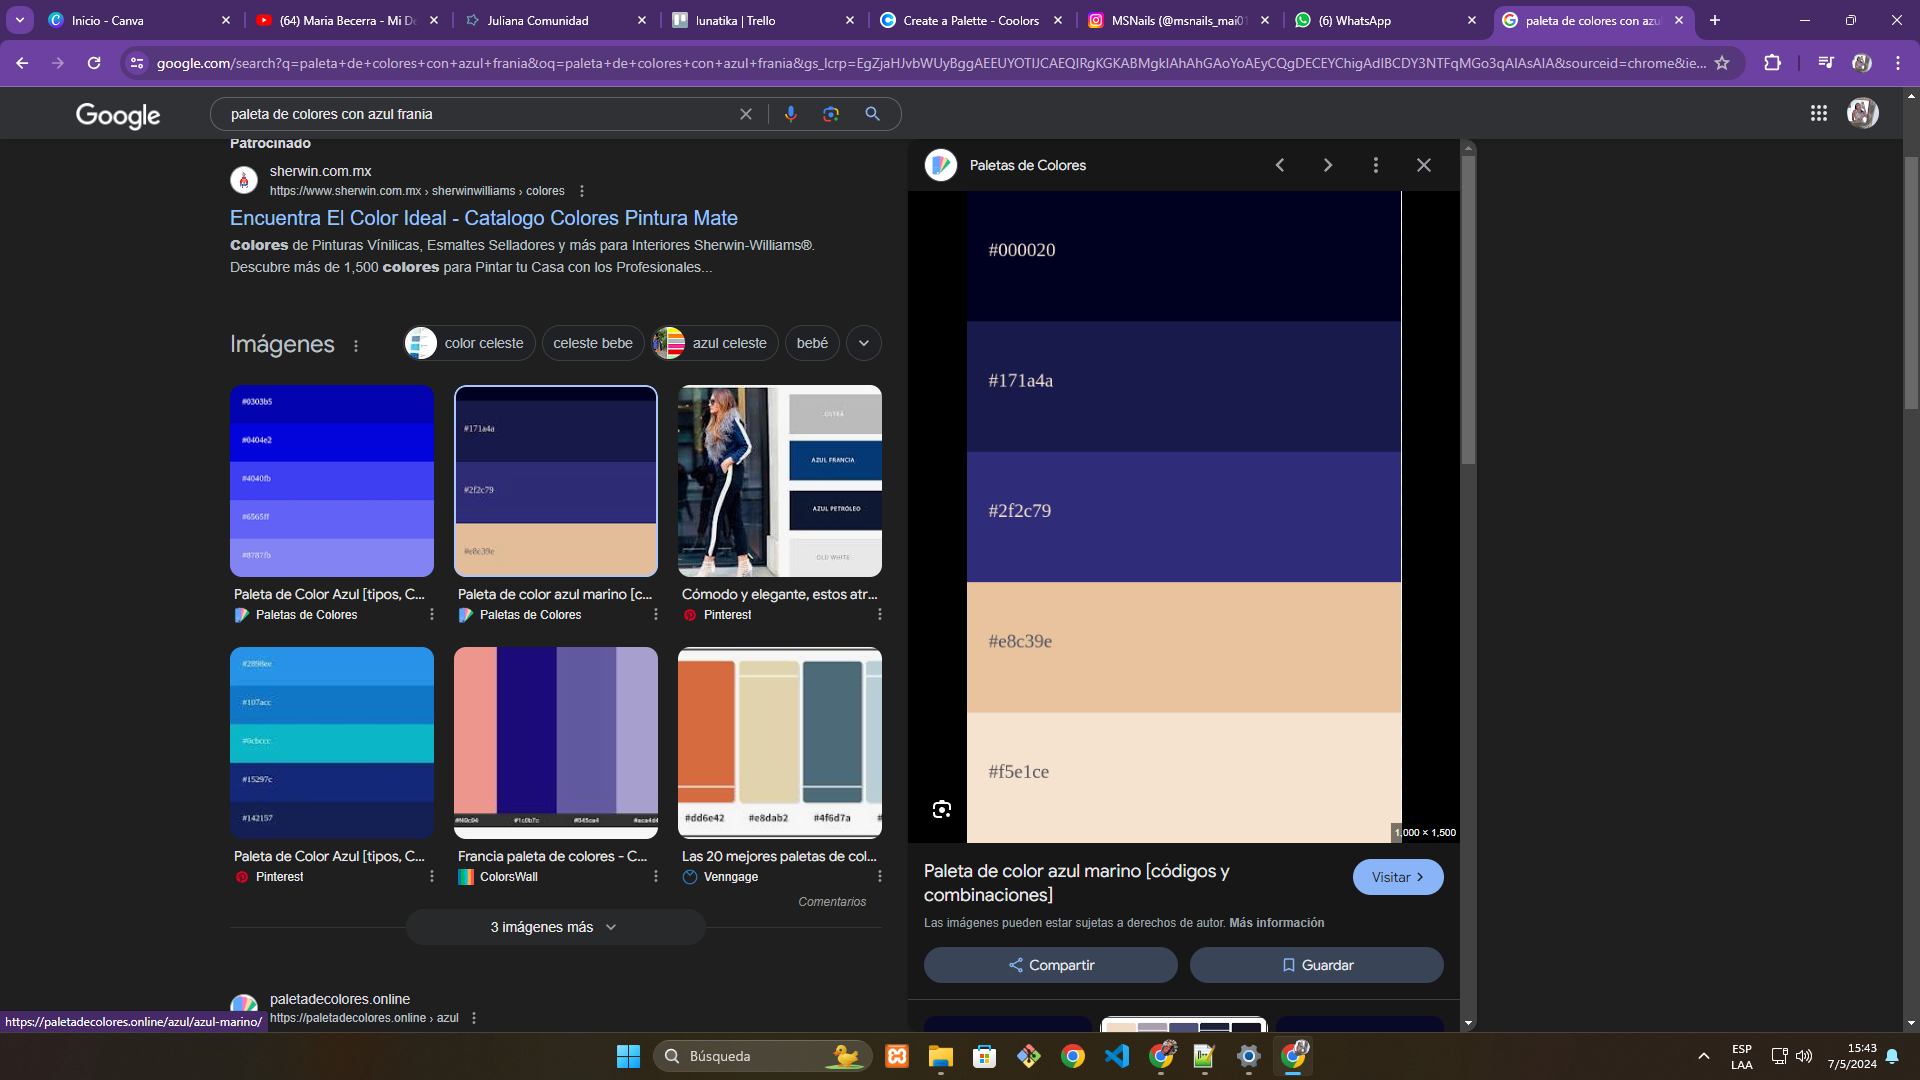 Inicio - Canva
(64) Maria Becerra - Mi De
Juliana Comunidad
lunatika | Trello
Create a Palette - Coolors
MSNails (@msnails_mai01
(6) WhatsApp
paleta de colores con azu
google.com/search?q=paleta+de+colores+con+azul+frania&oq=paleta+de+colores+con+azul+frania&gs_lcrp=EgZjaHJvbWUyBggAEEUYOTIJCAEQIRgKGKABMgkIAhAhGAoYoAEyCQgDECEYChigAdIBCDY3NTFqMGo3qAIAsAIA&sourceid=chrome&ie...
Google
paleta de colores con azul frania
Patrocinado
sherwin.com.mx
https://www.sherwin.com.mx › sherwinwilliams › colores
Encuentra El Color Ideal - Catalogo Colores Pintura Mate
Colores de Pinturas Vínilicas, Esmaltes Selladores y más para Interiores Sherwin-Williams®.
Descubre más de 1,500 colores para Pintar tu Casa con los Profesionales...
Imágenes
color celeste
celeste bebe
azul celeste
bebé
#0303b5
#0404e2
#4040fb
#6565ff
#8787fb
Paleta de Color Azul [tipos, C...
Paletas de Colores
#171a4a
#2f2c79
#e8c39e
Paleta de color azul marino [c...
Paletas de Colores
OSTRA
AZUL FRANCIA
AZUL PETRÓLEO
OLD WHITE
Cómodo y elegante, estos atr...
Pinterest
#2898ee
#107acc
#0cbccc
#15297c
#142157
Paleta de Color Azul [tipos, C...
Pinterest
#1c0b7c
#645ca4
Francia paleta de colores - C...
ColorsWall
#dd6e42
#e8dab2
#4f6d7a
Las 20 mejores paletas de col...
Venngage
Comentarios
3 imágenes más
paletadecolores.online
https://paletadecolores.online › azul
https://paletadecolores.online/azul/azul-marino/
Paletas de Colores
#000020
#171a4a
#2f2c79
#e8c39e
#f5e1ce
1,000 × 1,500
Paleta de color azul marino [códigos y
combinaciones]
Visitar
Las imágenes pueden estar sujetas a derechos de autor. Más información
Compartir
Guardar
Búsqueda
ESP
LAA
15:43
7/5/2024